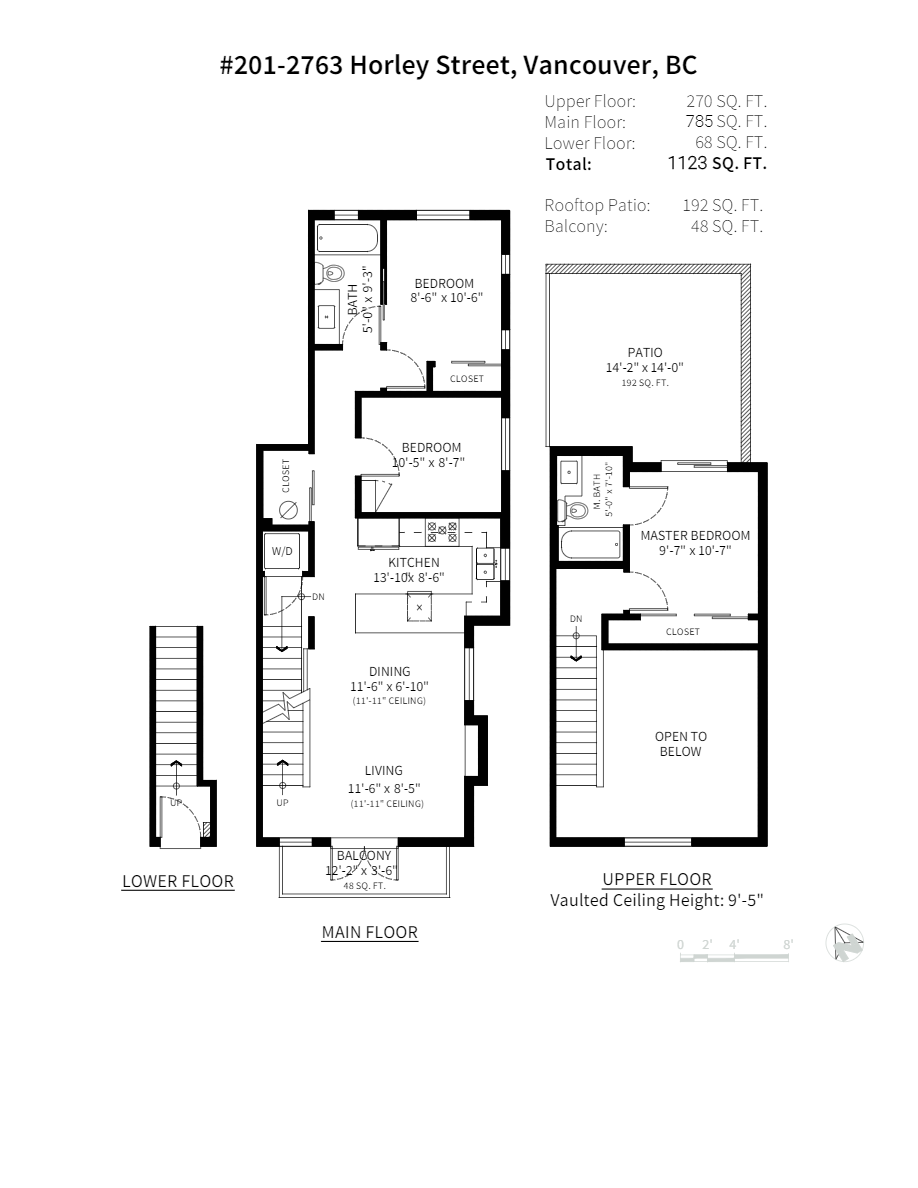 #201-2763 Horley Street, Vancouver, BC
Upper Floor: 270 SQ. FT.
Main Floor: 785 SQ. FT.
Lower Floor: 68 SQ. FT.
Total: 1123 SQ. FT.
Rooftop Patio: 192 SQ. FT.
Balcony: 48 SQ. FT.
BATH
5'-0" x 9'-3"
BEDROOM
8'-6" x 10'-6"
CLOSET
BEDROOM
10'-5" x 8'-7"
CLOSET
W/D
KITCHEN
13'-10x 8'-6"
DN
DINING
11'-6" x 6'-10"
(11'-11" CEILING)
LIVING
11'-6" x 8'-5"
(11'-11" CEILING)
UP
BALCONY
12'-2" x 3'-6"
48 SQ. FT.
MAIN FLOOR
UP
LOWER FLOOR
PATIO
14'-2" x 14'-0"
192 SQ. FT.
M. BATH
5'-0" x 7'-10"
MASTER BEDROOM
9'-7" x 10'-7"
DN
CLOSET
OPEN TO
BELOW
UPPER FLOOR
Vaulted Ceiling Height: 9'-5"
0 2' 4' 8'